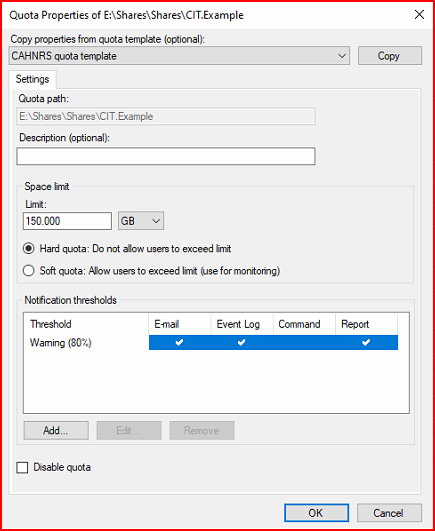 Quota Properties of E:\Shares\Shares\CIT.Example
Copy properties from quota template (optional):
CAHNRS quota template
Copy
Settings
Quota path:
E:\Shares\Shares\CIT.Example
Description (optional):
Space limit
Limit:
150.000 GB
Hard quota: Do not allow users to exceed limit
Soft quota: Allow users to exceed limit (use for monitoring)
Notification thresholds
Threshold E-mail Event Log Command Report
Warning (80%)
Add... Edit... Remove
Disable quota
OK Cancel